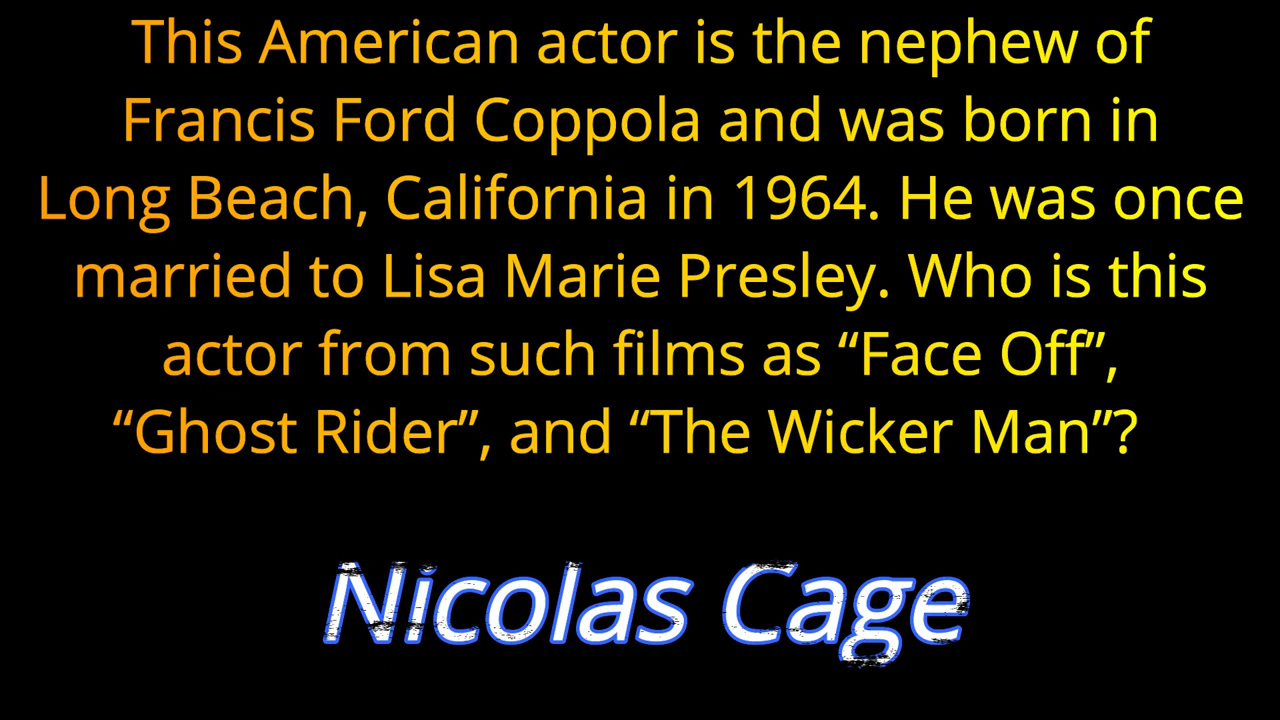 This American actor is the nephew of
Francis Ford Coppola and was born in
Long Beach, California in 1964. He was once
married to Lisa Marie Presley. Who is this
actor from such films as “Face Off”,
“Ghost Rider”, and “The Wicker Man”?
Nicolas Cage